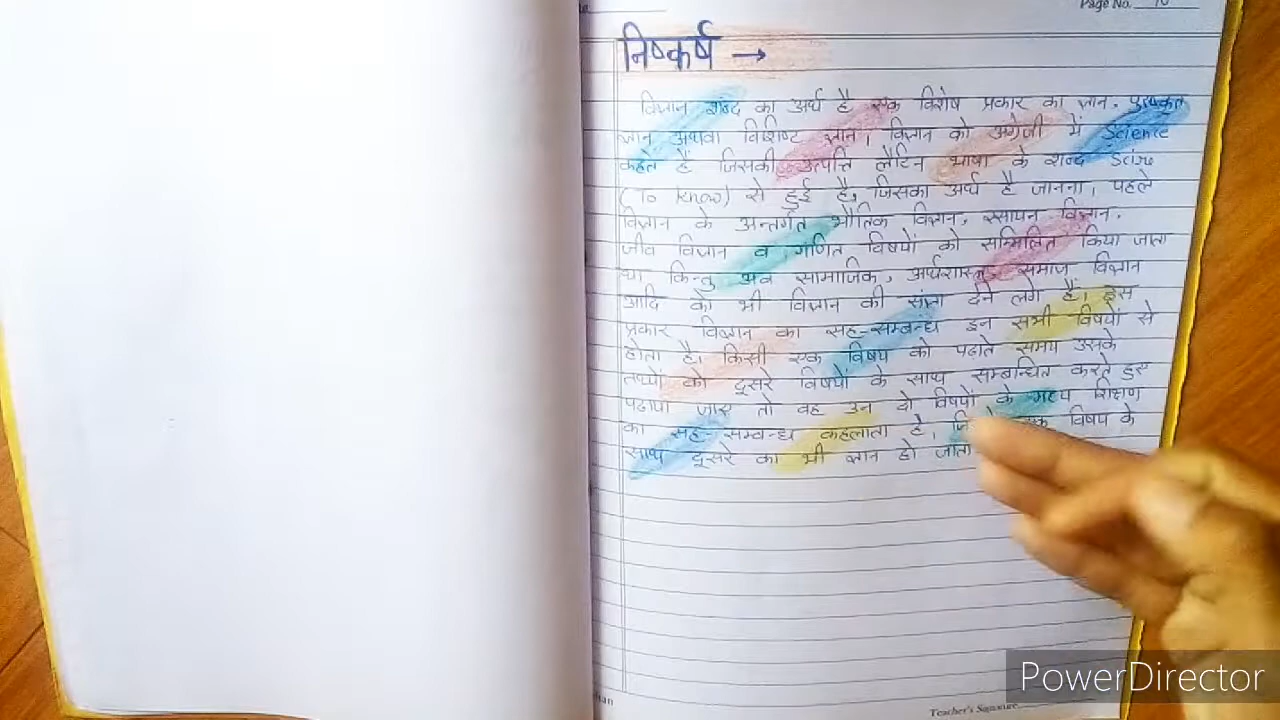 Page No. 10
निष्कर्ष →
विज्ञान शब्द का अर्थ है एक विशेष प्रकार का ज्ञान.
ज्ञान अथवा विशिष्ट ज्ञान। विज्ञान को अंग्रेजी में Science
कहते हैं जिसकी उत्पत्ति लैटिन भाषा के शब्द
(To know) से हुई है, जिसका अर्थ है जानना। पहले
विज्ञान के अन्तर्गत भौतिक विज्ञान, रसायन विज्ञान,
जीव विज्ञान व गणित विषयों को सम्मिलित किया जाता
था किन्तु अब सामाजिक, अर्थशास्त्र, समाज विज्ञान
आदि को भी विज्ञान की संज्ञा देने लगे हैं। इस
प्रकार विज्ञान का सह-सम्बन्ध इन सभी विषयों से
होता है। किसी एक विषय को पढ़ाते समय उसके
तथ्यों को दूसरे विषयों के साथ सम्बन्धित करते हुए
पढ़ाया जाए तो वह उन दो विषयों के मध्य शिक्षण
का सह-सम्बन्ध कहलाता है, एक विषय के
साथ दूसरे का भी ज्ञान हो जाता
Teacher's Signature
PowerDirector